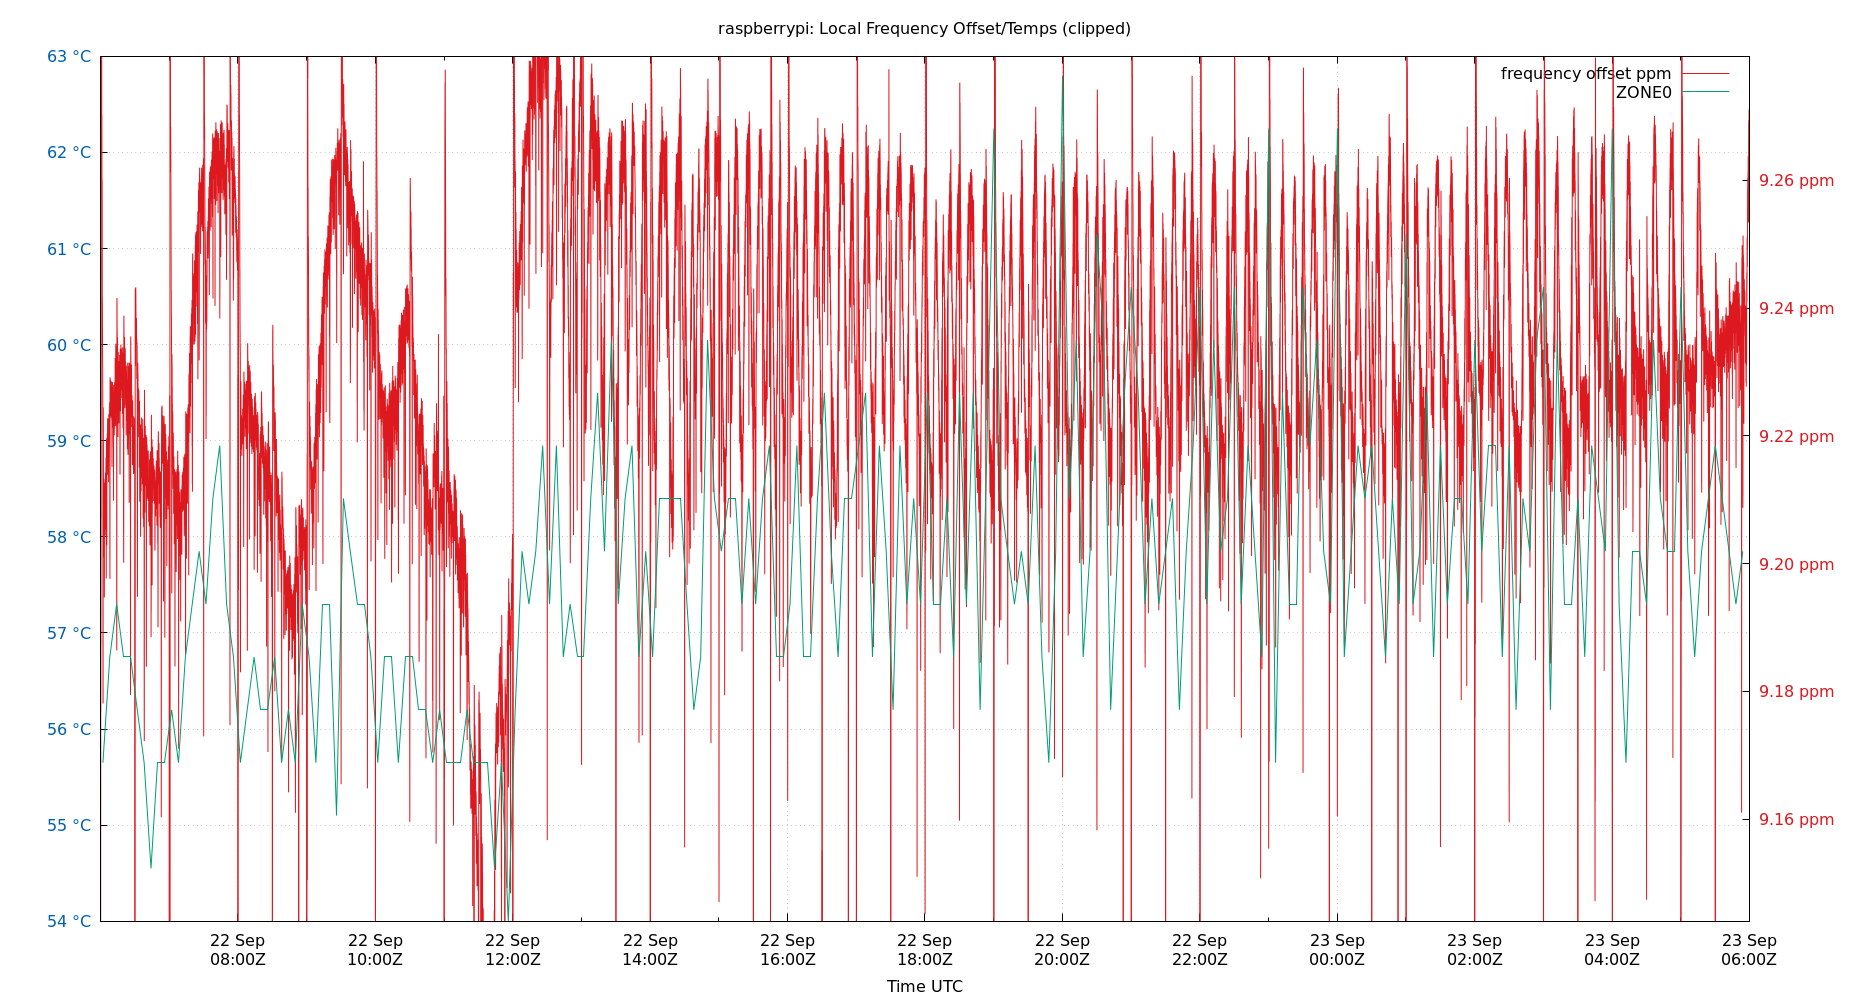 raspberrypi: Local Frequency Offset/Temps (clipped)
frequency offset ppm
ZONE0
63 °C
62 °C
61 °C
60 °C
59 °C
58 °C
57 °C
56 °C
55 °C
54 °C
9.26 ppm
9.24 ppm
9.22 ppm
9.20 ppm
9.18 ppm
9.16 ppm
22 Sep
08:00Z
22 Sep
10:00Z
22 Sep
12:00Z
22 Sep
14:00Z
22 Sep
16:00Z
22 Sep
18:00Z
22 Sep
20:00Z
22 Sep
22:00Z
23 Sep
00:00Z
23 Sep
02:00Z
23 Sep
04:00Z
23 Sep
06:00Z
Time UTC